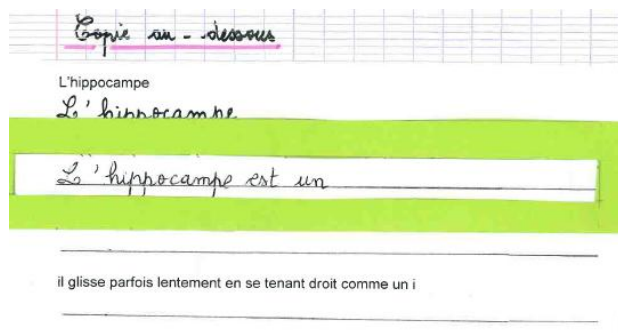 Copie au-dessous
L'hippocampe
L'hippocampe
L'hippocampe est un
il glisse parfois lentement en se tenant droit comme un i